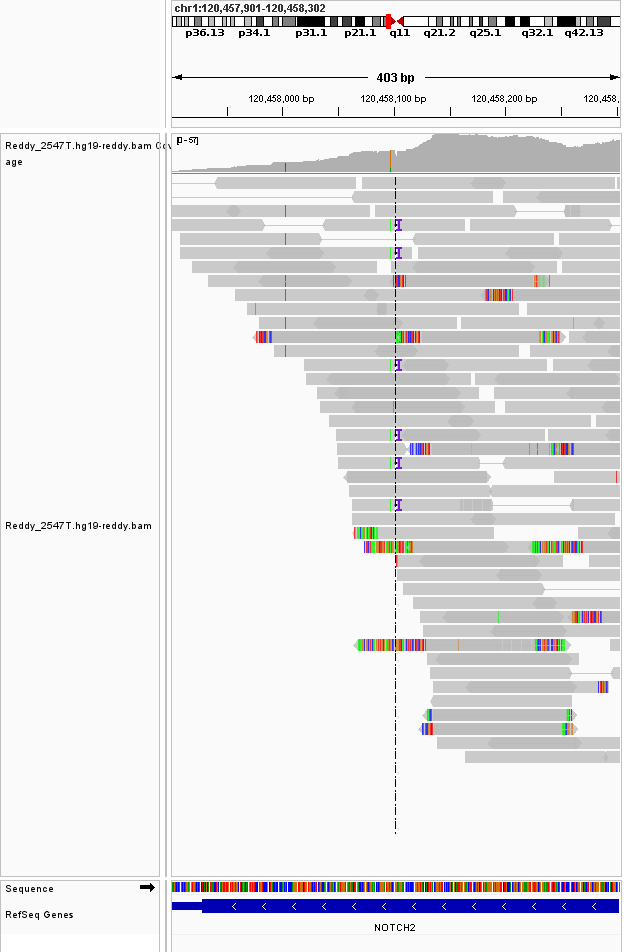 chr1:120,457,901-120,458,302
p36.13 p34.1 p31.1 p21.1 q11 q21.2 q25.1 q32.1 q42.13
403 bp
120,458,000 bp 120,458,100 bp 120,458,200 bp 120,458,
[0 - 57]
Reddy_2547T.hg19-reddy.bam Cov
age
Reddy_2547T.hg19-reddy.bam
Sequence
RefSeq Genes
NOTCH2